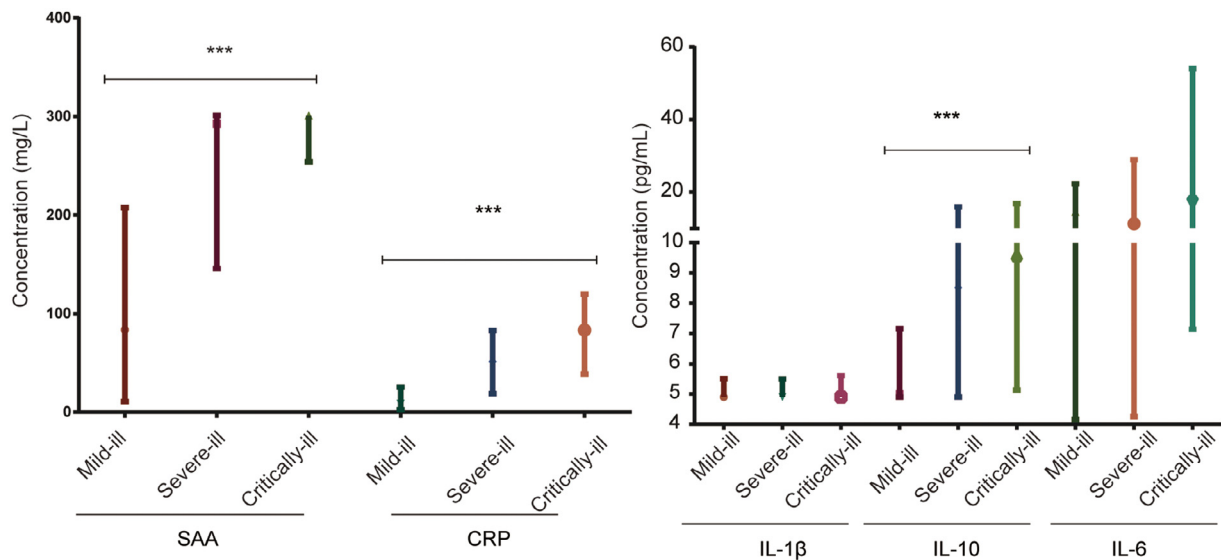 400
300
200
100
0
Concentration (mg/L)
***
***
Mild-ill
Severe-ill
Critically-ill
Mild-ill
Severe-ill
Critically-ill
SAA
CRP
60
40
20
10
9
8
7
6
5
4
Concentration (pg/mL)
***
Mild-ill
Severe-ill
Critically-ill
Mild-ill
Severe-ill
Critically-ill
Mild-ill
Severe-ill
Critically-ill
IL-1β
IL-10
IL-6